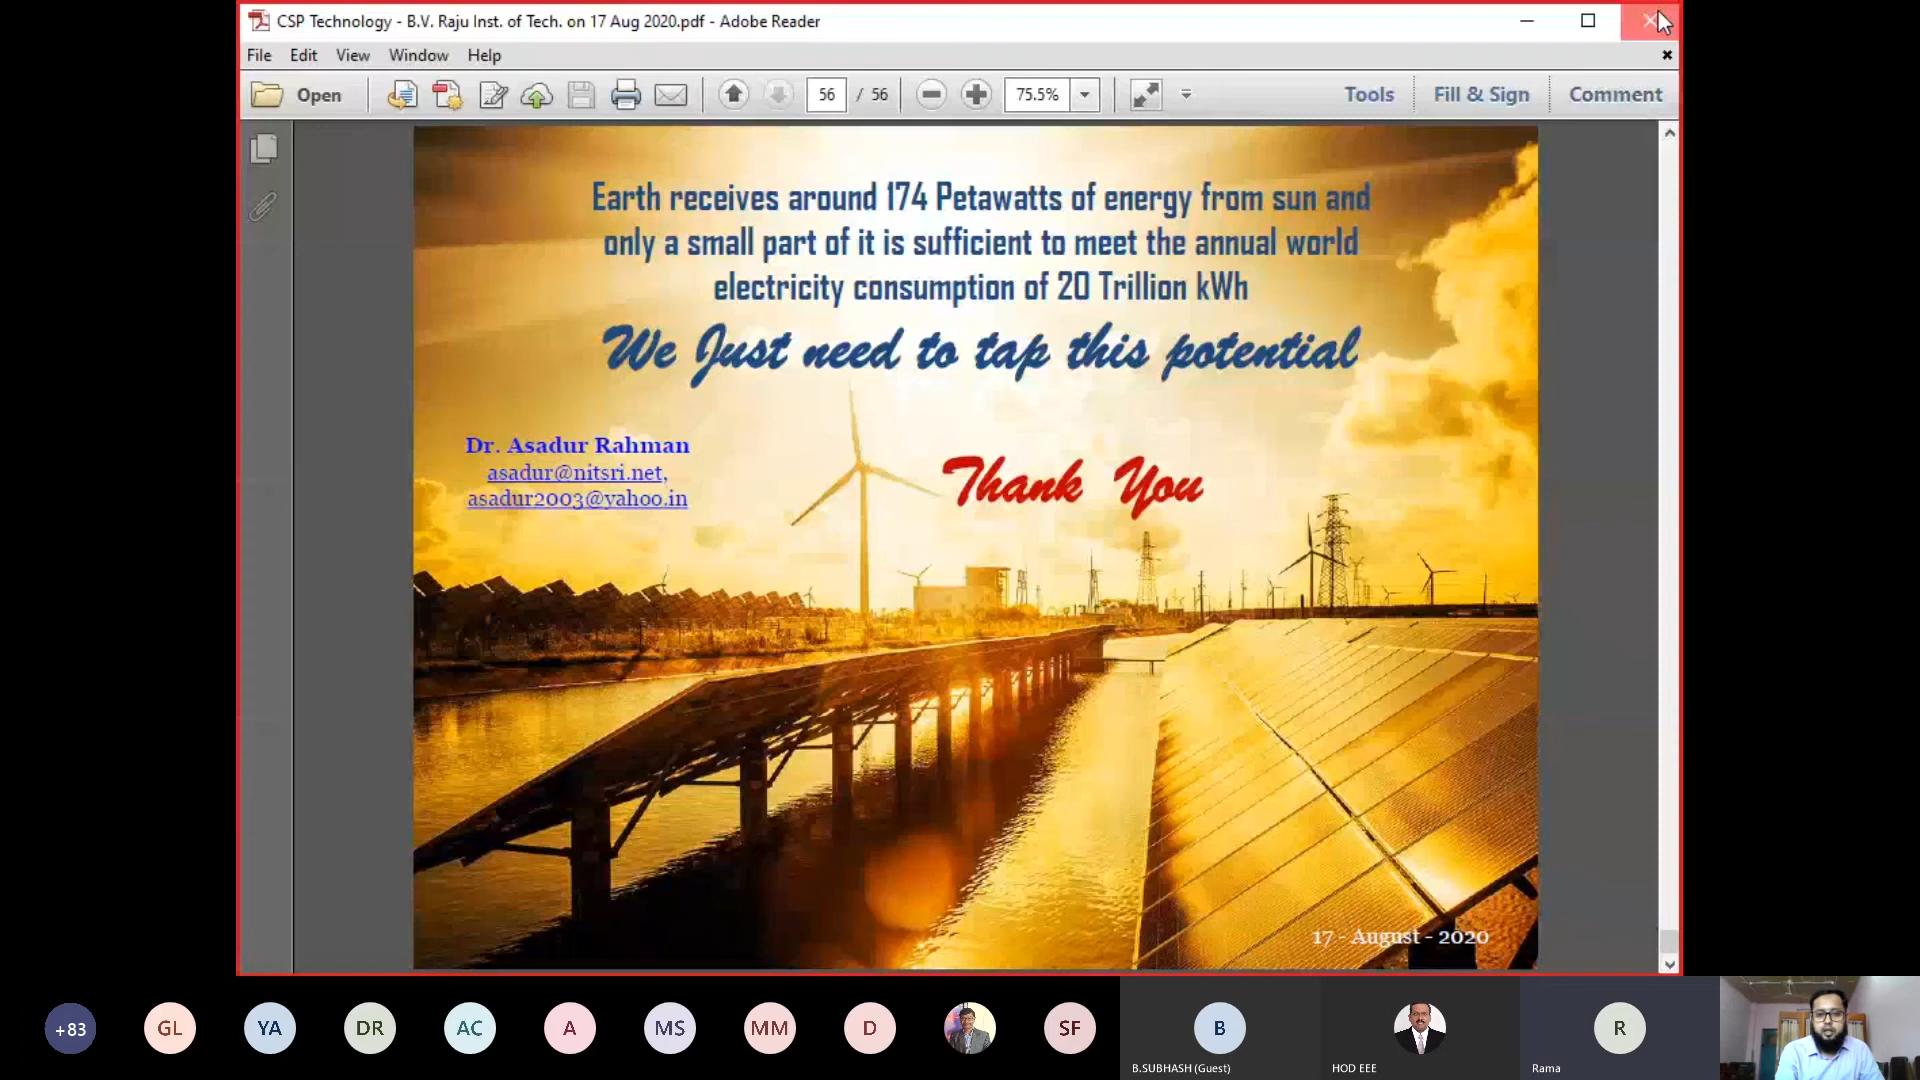 CSP Technology - B.V. Raju Inst. of Tech. on 17 Aug 2020.pdf - Adobe Reader
File Edit View Window Help
Open 56 / 56 75.5% Tools Fill & Sign Comment
Earth receives around 174 Petawatts of energy from sun and
only a small part of it is sufficient to meet the annual world
electricity consumption of 20 Trillion kWh
We Just need to tap this potential
Dr. Asadur Rahman
asadur@nitsri.net,
asadur2003@yahoo.in
Thank You
17 - August - 2020
+83 GL YA DR AC A MS MM D SF B R
B.SUBHASH (Guest) HOD EEE Rama